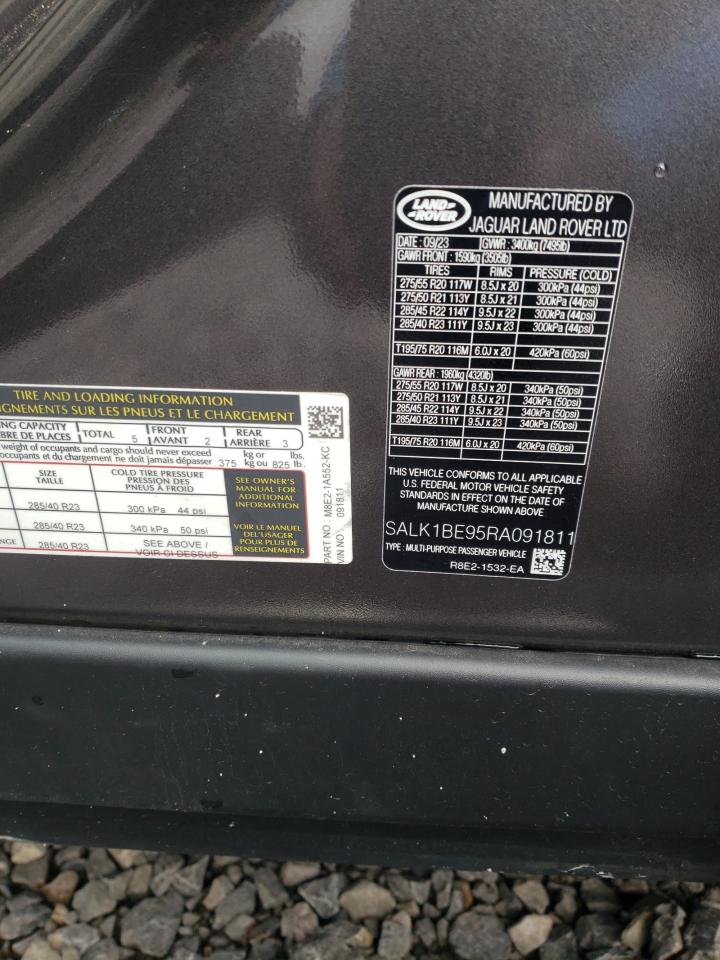 LAND
ROVER
MANUFACTURED BY
JAGUAR LAND ROVER LTD
DATE : 09/23 GVWR : 3400kg (7495lb)
GAWR FRONT : 1590kg (3505lb)
TIRES RIMS PRESSURE (COLD)
275/55 R20 117W 8.5J x 20 300kPa (44psi)
275/50 R21 113Y 8.5J x 21 300kPa (44psi)
285/45 R22 114Y 9.5J x 22 300kPa (44psi)
285/40 R23 111Y 9.5J x 23 300kPa (44psi)
T195/75 R20 116M 6.0J x 20 420kPa (60psi)
GAWR REAR : 1960kg (4320lb)
275/55 R20 117W 8.5J x 20 340kPa (50psi)
275/50 R21 113Y 8.5J x 21 340kPa (50psi)
285/45 R22 114Y 9.5J x 22 340kPa (50psi)
285/40 R23 111Y 9.5J x 23 340kPa (50psi)
T195/75 R20 116M 6.0J x 20 420kPa (60psi)
THIS VEHICLE CONFORMS TO ALL APPLICABLE
U.S. FEDERAL MOTOR VEHICLE SAFETY
STANDARDS IN EFFECT ON THE DATE OF
MANUFACTURE SHOWN ABOVE
SALK1BE95RA091811
TYPE : MULTI-PURPOSE PASSENGER VEHICLE
R8E2-1532-EA
TIRE AND LOADING INFORMATION
EIGNEMENTS SUR LES PNEUS ET LE CHARGEMENT
ING CAPACITY TOTAL 5 FRONT 2 REAR 3
BRE DE PLACES AVANT ARRIÈRE
weight of occupants and cargo should never exceed kg or lbs.
occupants et du chargement ne doit jamais dépasser 375 kg ou 825 lb.
SIZE COLD TIRE PRESSURE
TAILLE PRESSION DES
PNEUS À FROID
285/40 R23 300 kPa 44 psi
285/40 R23 340 kPa 50 psi
285/40 R23 SEE ABOVE /
VOIR CI DESSUS
SEE OWNER'S
MANUAL FOR
ADDITIONAL
INFORMATION
VOIR LE MANUEL
DE L'USAGER
POUR PLUS DE
RENSEIGNEMENTS
PART NO : M8E2-1A552-KC
VIN NO : 091811